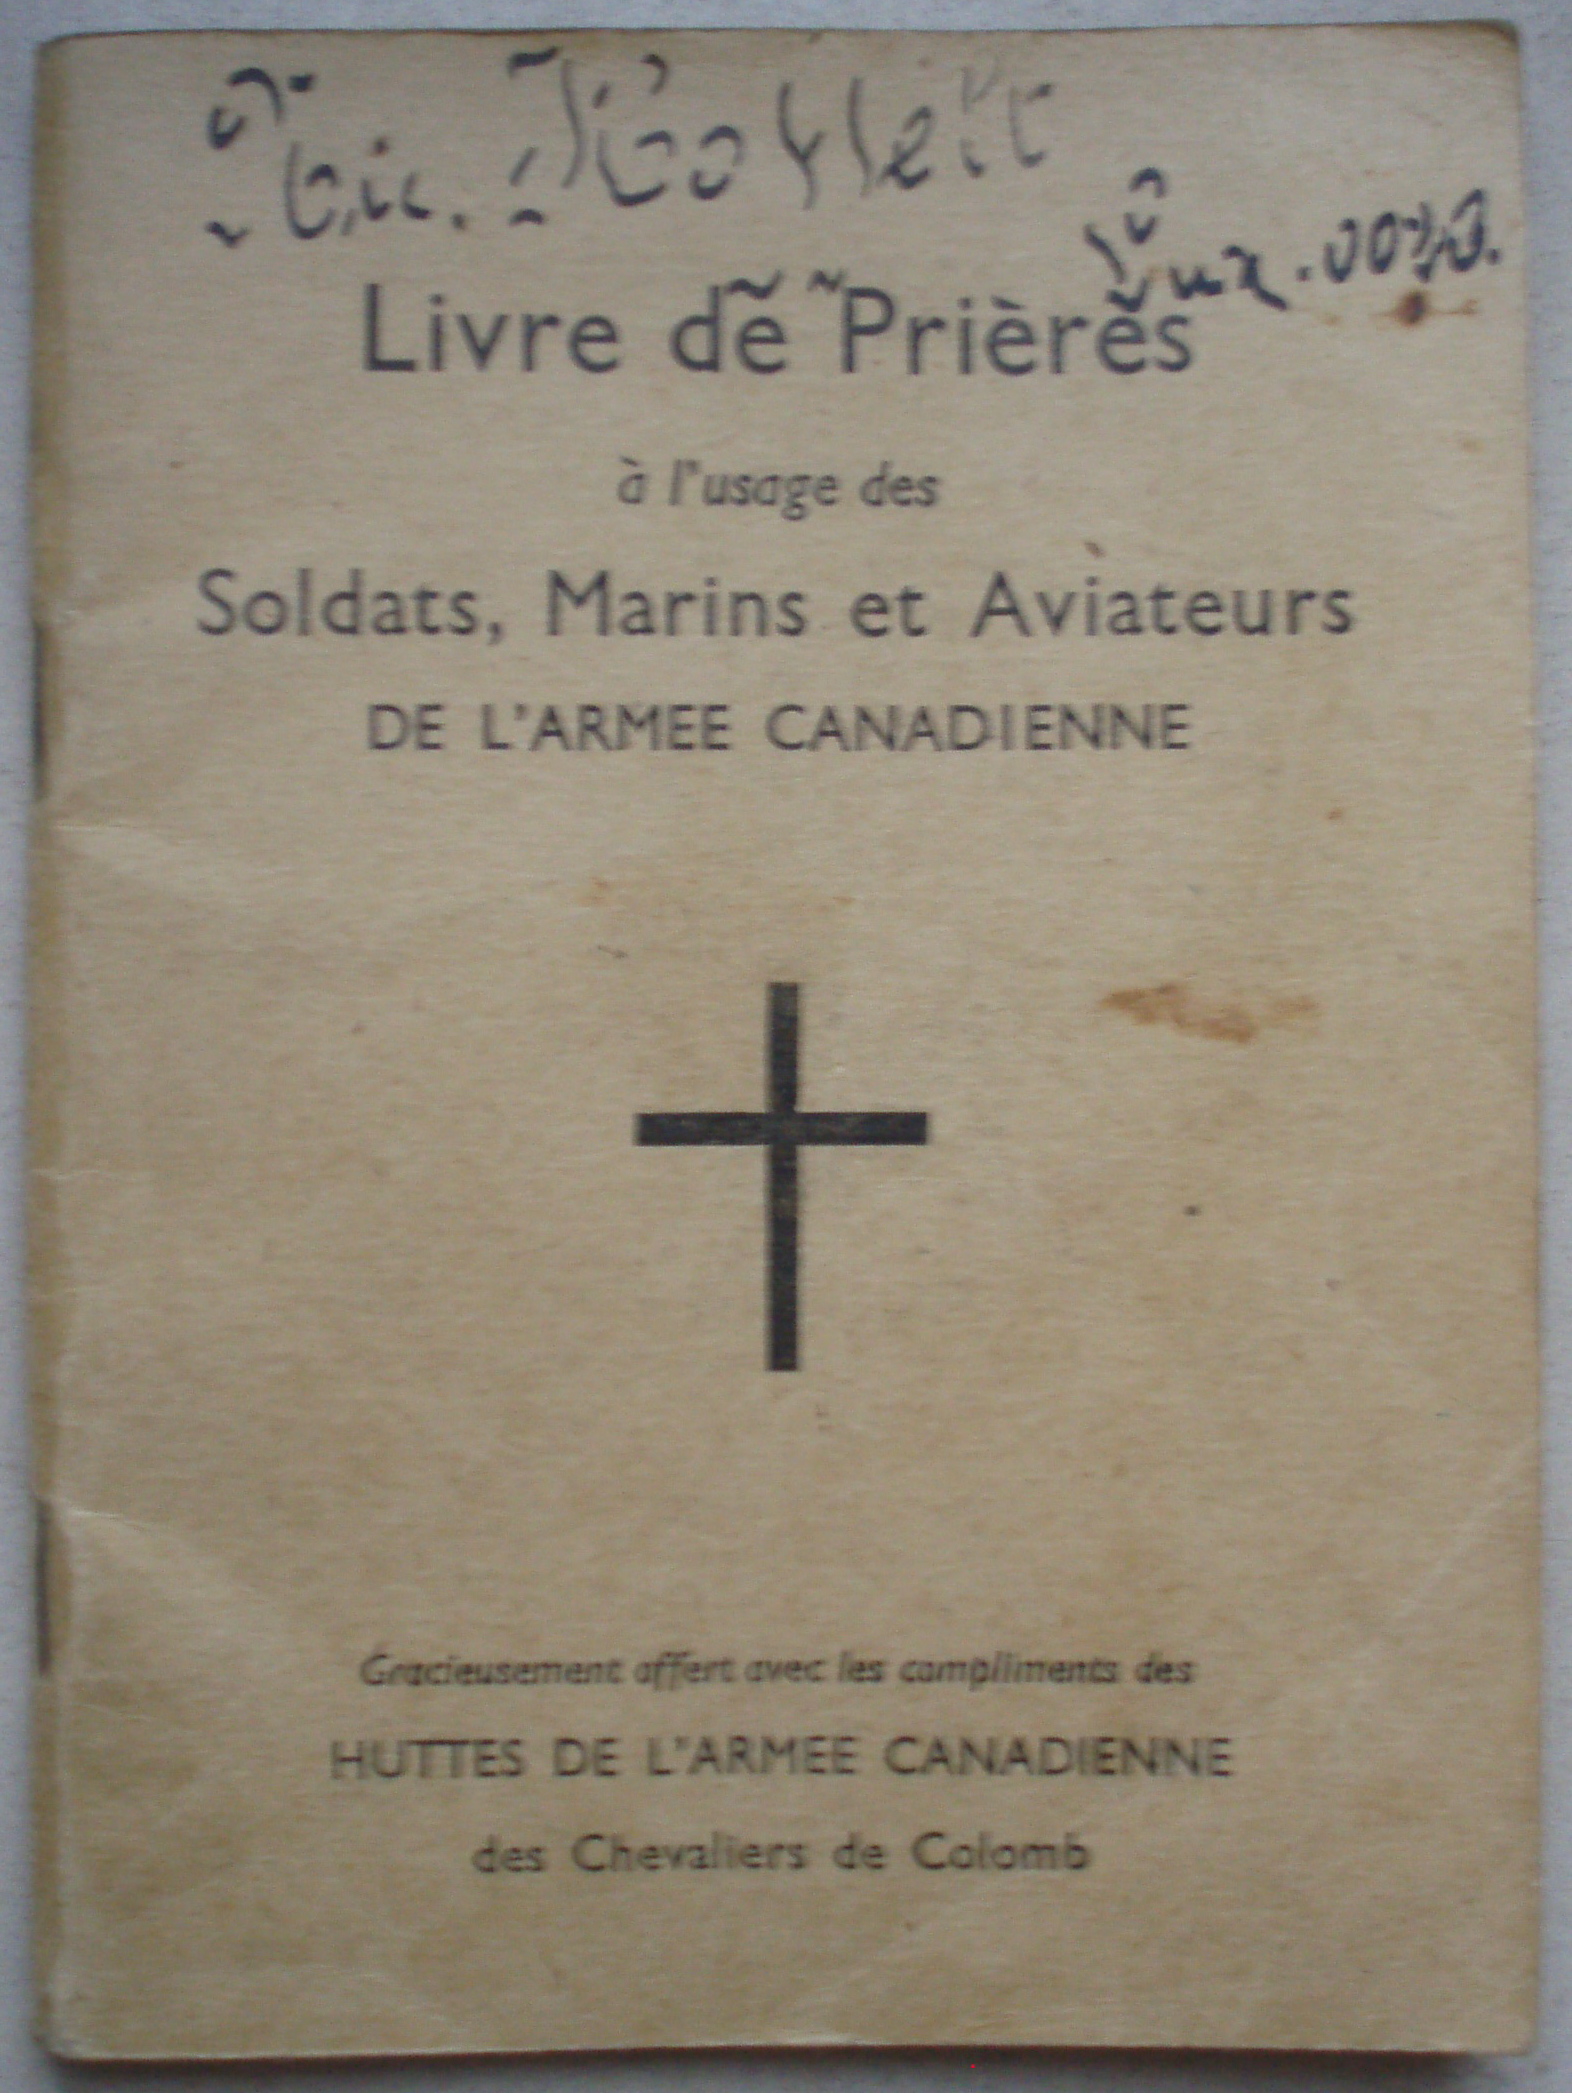 Livre de Prières
à l'usage des
Soldats, Marins et Aviateurs
DE L'ARMEE CANADIENNE
Gracieusement offert avec les compliments des
HUTTES DE L'ARMEE CANADIENNE
des Chevaliers de Colomb